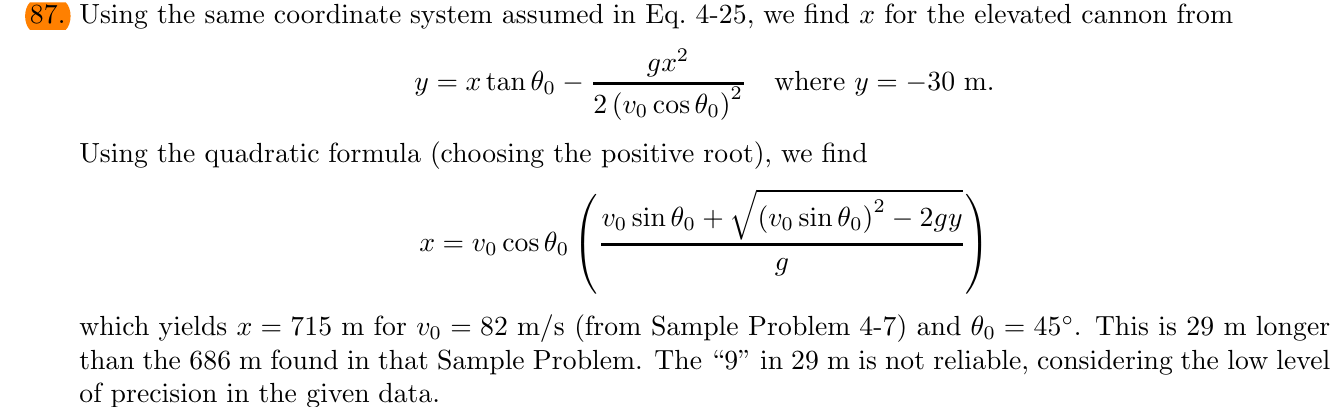 87. Using the same coordinate system assumed in Eq. 4-25, we find x for the elevated cannon from
y = x tan θ₀ − gx² / 2 (v₀ cos θ₀)² where y = −30 m.
Using the quadratic formula (choosing the positive root), we find
x = v₀ cos θ₀ ( (v₀ sin θ₀ + √((v₀ sin θ₀)² − 2gy)) / g )
which yields x = 715 m for v₀ = 82 m/s (from Sample Problem 4-7) and θ₀ = 45°. This is 29 m longer
than the 686 m found in that Sample Problem. The “9” in 29 m is not reliable, considering the low level
of precision in the given data.